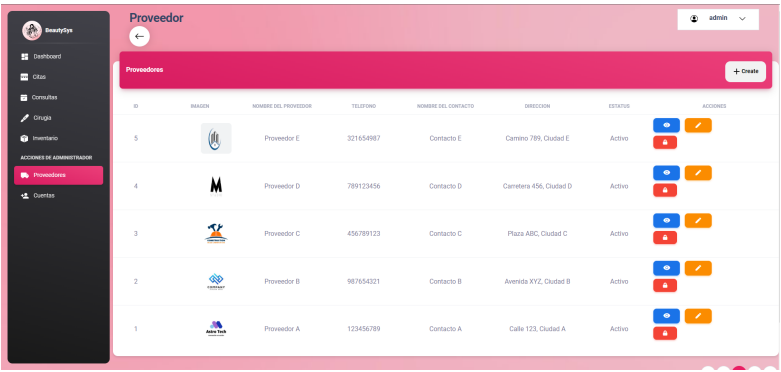 Proveedor
admin
BeautySys
Dashboard
Citas
Consultas
Cirugia
Inventario
ACCIONES DE ADMINISTRADOR
Proveedores
Cuentas
Proveedores
+ Create
ID IMAGEN NOMBRE DEL PROVEEDOR TELEFONO NOMBRE DEL CONTACTO DIRECCION ESTATUS ACCIONES
5 Proveedor E 321654987 Contacto E Camino 789, Ciudad E Activo
4 M Proveedor D 789123456 Contacto D Carretera 456, Ciudad D Activo
3 Proveedor C 456789123 Contacto C Plaza ABC, Ciudad C Activo
2 COMPANY Proveedor B 987654321 Contacto B Avenida XYZ, Ciudad B Activo
1 Astro Tech Proveedor A 123456789 Contacto A Calle 123, Ciudad A Activo